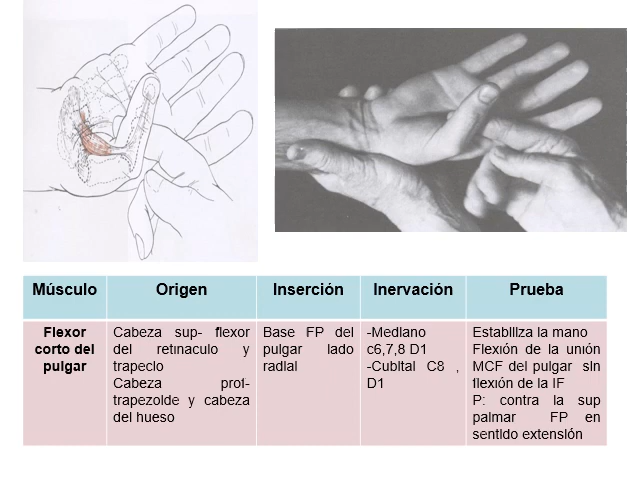 Músculo
Origen
Inserción
Inervación
Prueba
Flexor
corto del
pulgar
Cabeza sup- flexor
del retinaculo y
trapecio
Cabeza prof-
trapezoide y cabeza
del hueso
Base FP del
pulgar lado
radial
-Mediano
c6,7,8 D1
-Cubital C8 ,
D1
Estabiliza la mano
Flexión de la unión
MCF del pulgar sin
flexión de la IF
P: contra la sup
palmar FP en
sentido extensión